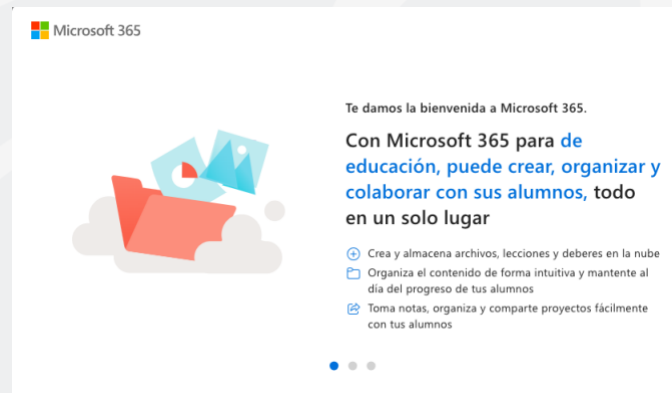 Microsoft 365
Te damos la bienvenida a Microsoft 365.
Con Microsoft 365 para de
educación, puede crear, organizar y
colaborar con sus alumnos, todo
en un solo lugar
Crea y almacena archivos, lecciones y deberes en la nube
Organiza el contenido de forma intuitiva y mantente al
día del progreso de tus alumnos
Toma notas, organiza y comparte proyectos fácilmente
con tus alumnos